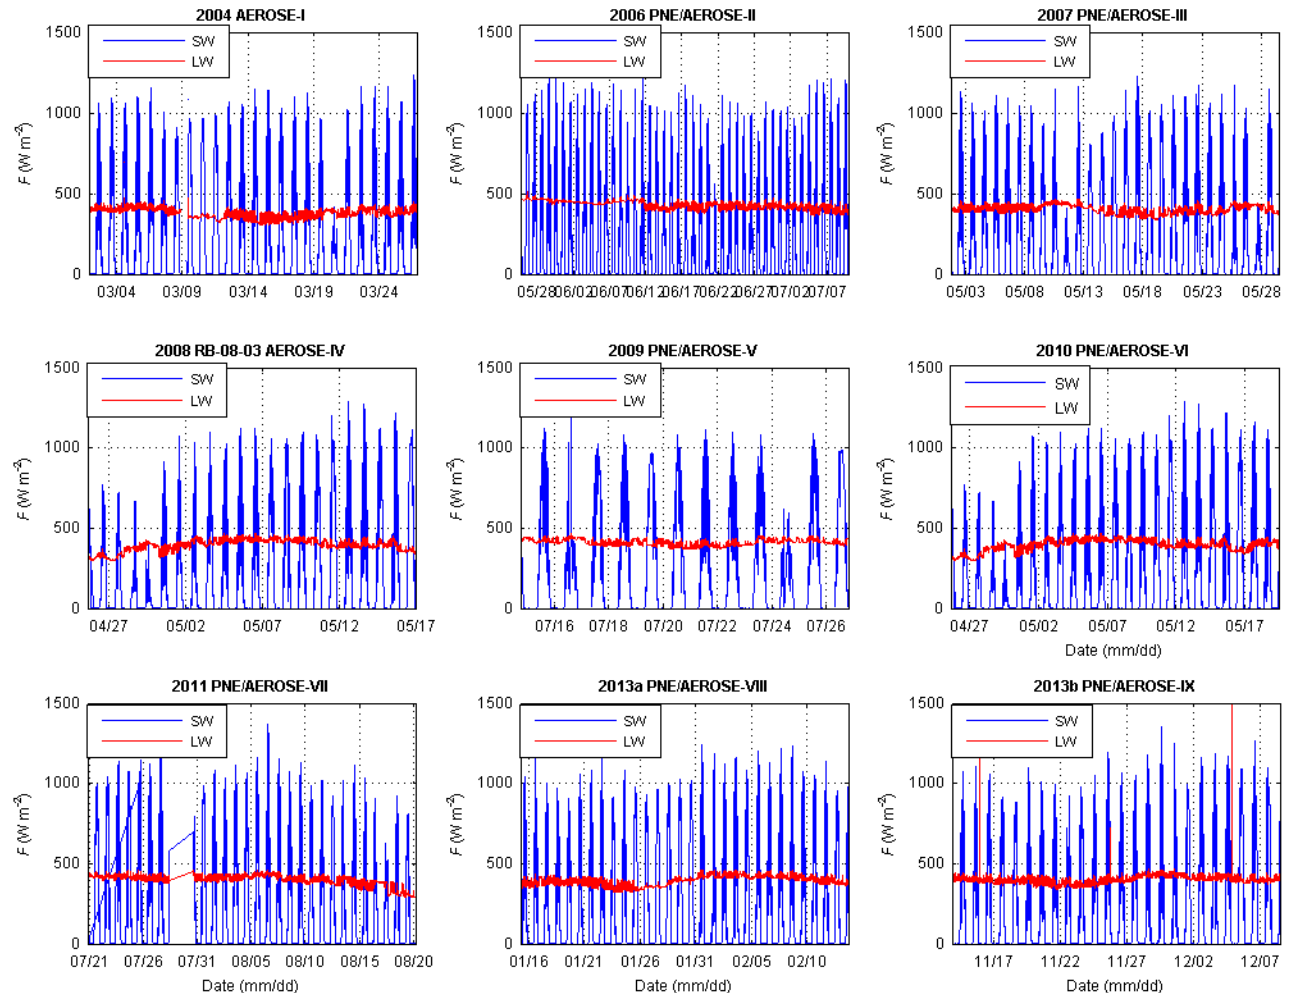 2004 AEROSE-I
SW
LW
1500
1000
500
0
F (W m⁻²)
03/04 03/09 03/14 03/19 03/24
2006 PNE/AEROSE-II
SW
LW
1500
1000
500
0
F (W m⁻²)
05/28 06/02 06/07 06/12 06/17 06/22 06/27 07/02 07/07
2007 PNE/AEROSE-III
SW
LW
1500
1000
500
0
F (W m⁻²)
05/03 05/08 05/13 05/18 05/23 05/28
2008 RB-08-03 AEROSE-IV
SW
LW
1500
1000
500
0
F (W m⁻²)
04/27 05/02 05/07 05/12 05/17
2009 PNE/AEROSE-V
SW
LW
1500
1000
500
0
F (W m⁻²)
07/16 07/18 07/20 07/22 07/24 07/26
2010 PNE/AEROSE-VI
SW
LW
1500
1000
500
0
F (W m⁻²)
04/27 05/02 05/07 05/12 05/17
Date (mm/dd)
2011 PNE/AEROSE-VII
SW
LW
1500
1000
500
0
F (W m⁻²)
07/21 07/26 07/31 08/05 08/10 08/15 08/20
Date (mm/dd)
2013a PNE/AEROSE-VIII
SW
LW
1500
1000
500
0
F (W m⁻²)
01/16 01/21 01/26 01/31 02/05 02/10
Date (mm/dd)
2013b PNE/AEROSE-IX
SW
LW
1500
1000
500
0
F (W m⁻²)
11/17 11/22 11/27 12/02 12/07
Date (mm/dd)